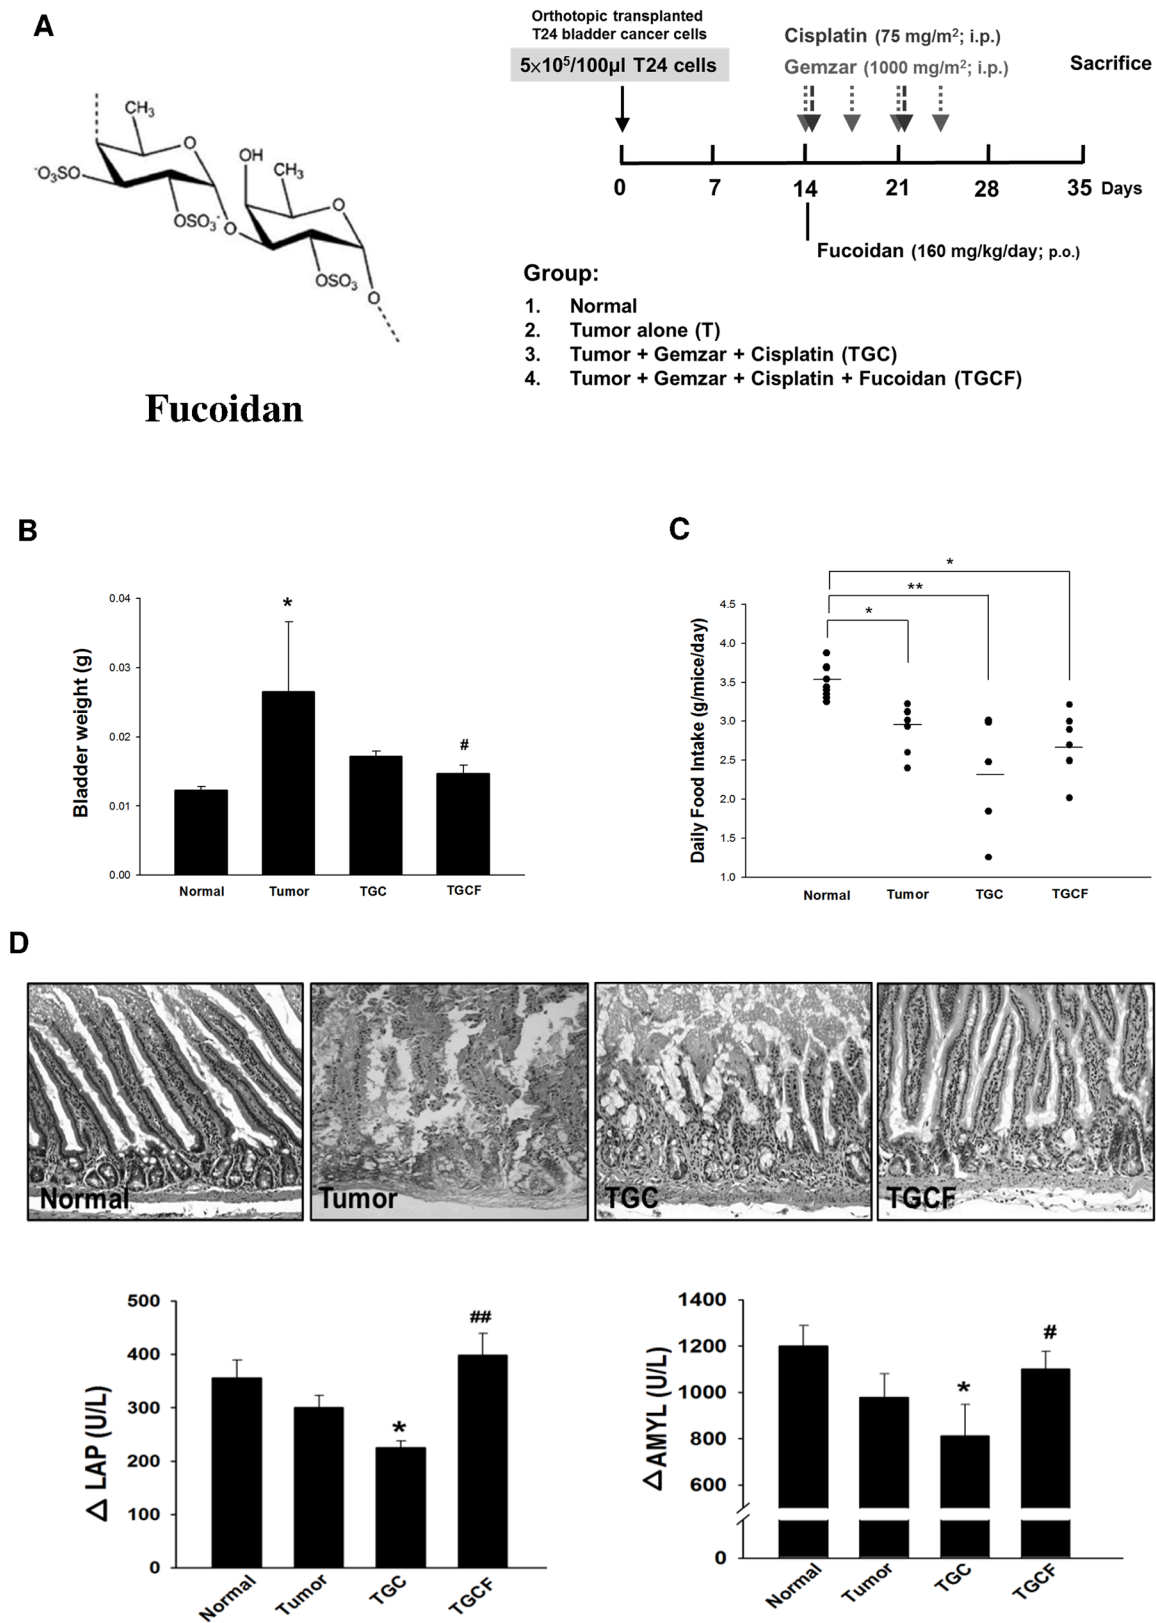 A
CH₃
O
⁻O₃SO
OSO₃⁻
OH
CH₃
O
O
OSO₃⁻
O
Fucoidan
Orthotopic transplanted
T24 bladder cancer cells
5×10⁵/100μl T24 cells
Cisplatin (75 mg/m²; i.p.)
Gemzar (1000 mg/m²; i.p.)
Sacrifice
0 7 14 21 28 35 Days
Fucoidan (160 mg/kg/day; p.o.)
Group:
1. Normal
2. Tumor alone (T)
3. Tumor + Gemzar + Cisplatin (TGC)
4. Tumor + Gemzar + Cisplatin + Fucoidan (TGCF)
B
Bladder weight (g)
0.04
0.03
0.02
0.01
0.00
*
#
Normal Tumor TGC TGCF
C
Daily Food Intake (g/mice/day)
4.5
4.0
3.5
3.0
2.5
2.0
1.5
1.0
*
**
*
Normal Tumor TGC TGCF
D
Normal
Tumor
TGC
TGCF
Δ LAP (U/L)
500
400
300
200
100
0
*
##
Normal Tumor TGC TGCF
ΔAMYL (U/L)
1400
1200
1000
800
600
0
*
#
Normal Tumor TGC TGCF